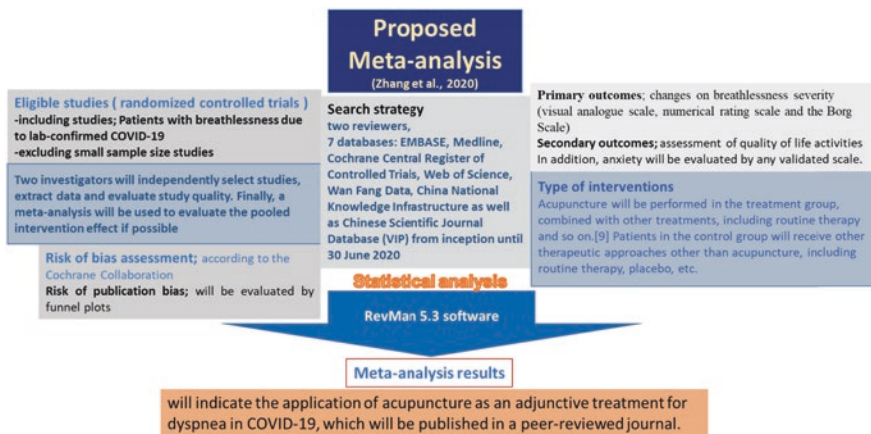 Proposed
Meta-analysis
(Zhang et al., 2020)
Eligible studies ( randomized controlled trials )
-including studies; Patients with breathlessness due
to lab-confirmed COVID-19
-excluding small sample size studies
Two investigators will independently select studies,
extract data and evaluate study quality. Finally, a
meta-analysis will be used to evaluate the pooled
intervention effect if possible
Risk of bias assessment; according to the
Cochrane Collaboration
Risk of publication bias; will be evaluated by
funnel plots
Search strategy
two reviewers,
7 databases: EMBASE, Medline,
Cochrane Central Register of
Controlled Trials, Web of Science,
Wan Fang Data, China National
Knowledge Infrastructure as well
as Chinese Scientific Journal
Database (VIP) from inception until
30 June 2020
Primary outcomes; changes on breathlessness severity
(visual analogue scale, numerical rating scale and the Borg
Scale)
Secondary outcomes; assessment of quality of life activities
In addition, anxiety will be evaluated by any validated scale.
Type of interventions
Acupuncture will be performed in the treatment group,
combined with other treatments, including routine therapy
and so on.[9] Patients in the control group will receive other
therapeutic approaches other than acupuncture, including
routine therapy, placebo, etc.
Statistical analysis
RevMan 5.3 software
Meta-analysis results
will indicate the application of acupuncture as an adjunctive treatment for
dyspnea in COVID-19, which will be published in a peer-reviewed journal.